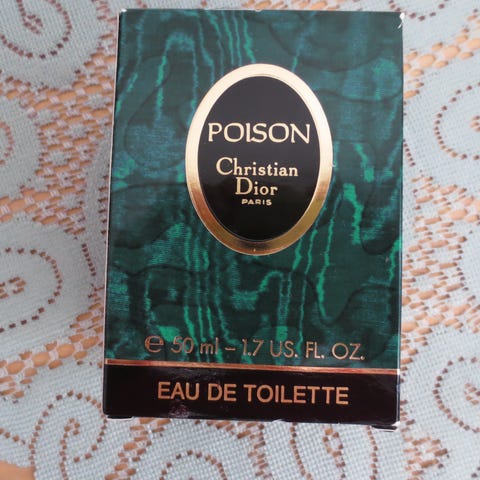 POISON
Christian
Dior
PARIS
℮ 50 ml – 1.7 US. FL. OZ.
EAU DE TOILETTE